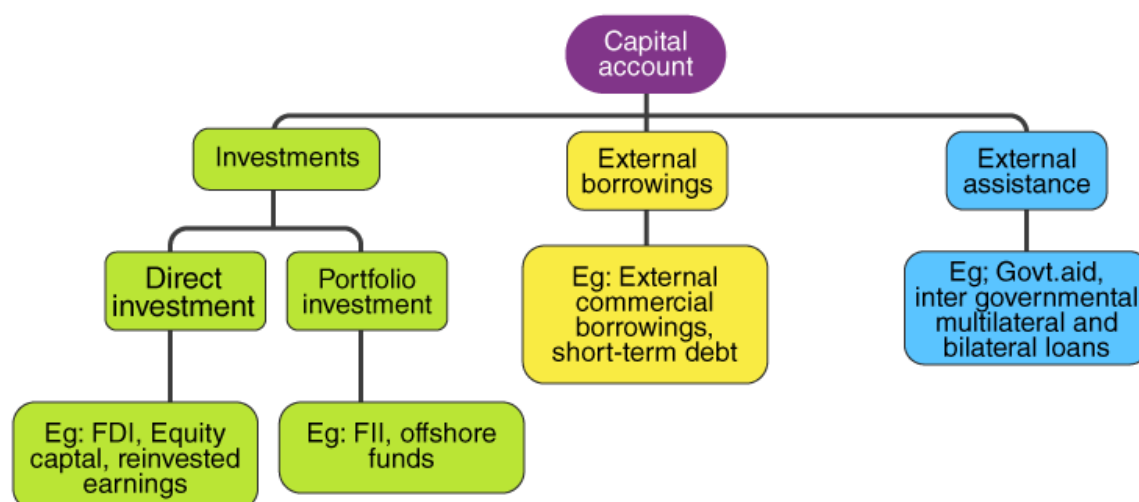 Capital
account
Investments
External
borrowings
External
assistance
Direct
investment
Portfolio
investment
Eg: External
commercial
borrowings,
short-term debt
Eg; Govt.aid,
inter governmental
multilateral and
bilateral loans
Eg: FDI, Equity
captal, reinvested
earnings
Eg: FII, offshore
funds